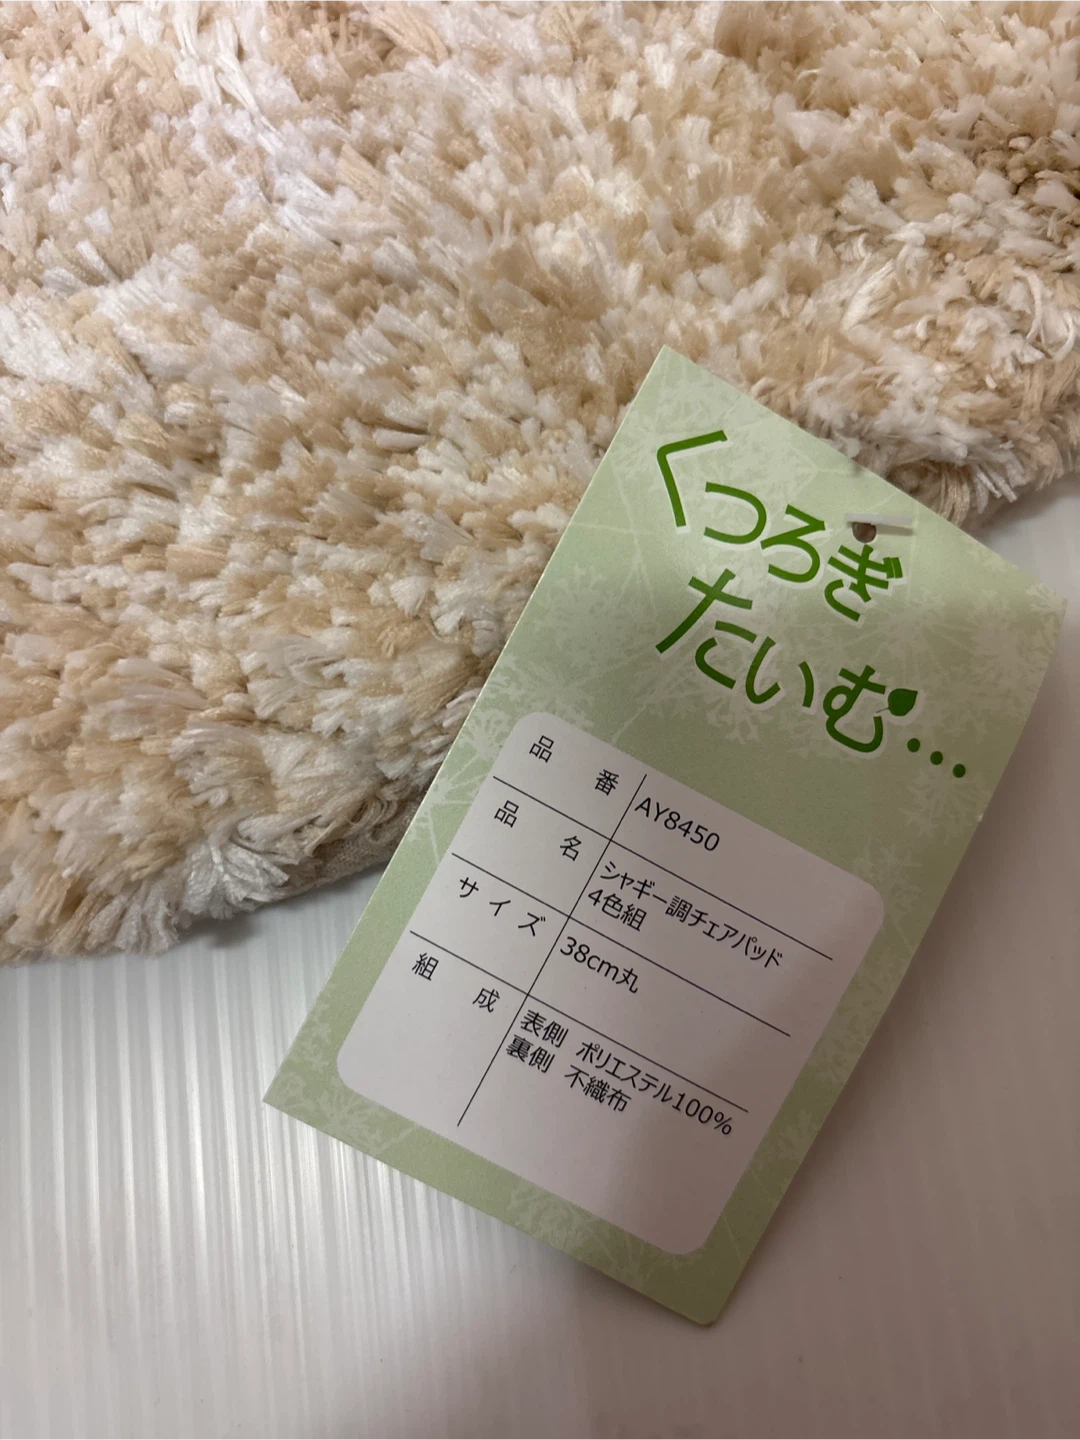 くつろぎ
たいむ...
品番 AY8450
品名 シャギー調チェアパッド
4色組
サイズ 38cm丸
組成 表側 ポリエステル100%
裏側 不織布